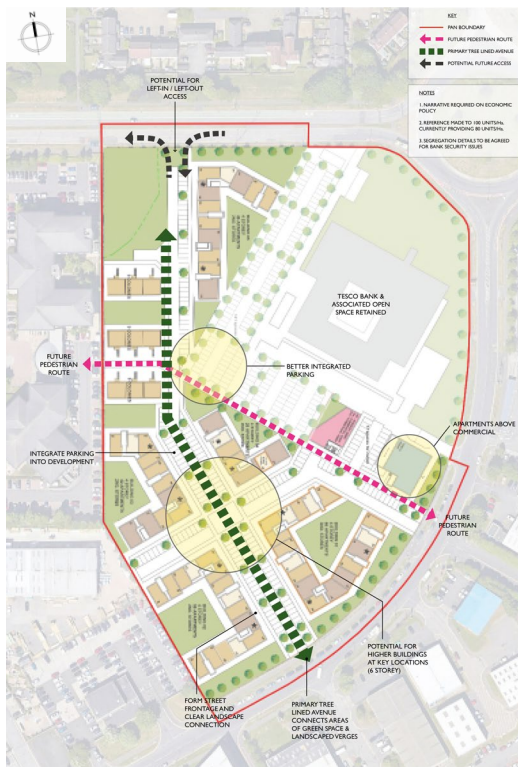 N
KEY
PAN BOUNDARY
FUTURE PEDESTRIAN ROUTE
PRIMARY TREE LINED AVENUE
POTENTIAL FUTURE ACCESS
NOTES
1. NARRATIVE REQUIRED ON ECONOMIC
POLICY
2. REFERENCE MADE TO 100 UNITS/Ha.
CURRENTLY PROVIDING 80 UNITS/Ha.
3. SEGREGATION DETAILS TO BE AGREED
FOR BANK SECURITY ISSUES
POTENTIAL FOR
LEFT-IN / LEFT-OUT
ACCESS
TESCO BANK &
ASSOCIATED OPEN
SPACE RETAINED
FUTURE
PEDESTRIAN
ROUTE
BETTER INTEGRATED
PARKING
APARTMENTS ABOVE
COMMERCIAL
INTEGRATE PARKING
INTO DEVELOPMENT
FUTURE
PEDESTRIAN
ROUTE
POTENTIAL FOR
HIGHER BUILDINGS
AT KEY LOCATIONS
(6 STOREY)
FORM STREET
FRONTAGE AND
CLEAR LANDSCAPE
CONNECTION
PRIMARY TREE
LINED AVENUE
CONNECTS AREAS
OF GREEN SPACE &
LANDSCAPED VERGES